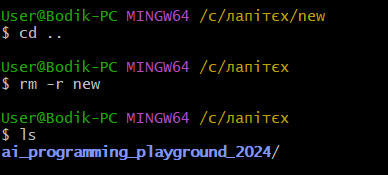 User@Bodik-PC MINGW64 /c/лапітєх/new
$ cd ..
User@Bodik-PC MINGW64 /c/лапітєх
$ rm -r new
User@Bodik-PC MINGW64 /c/лапітєх
$ ls
ai_programming_playground_2024/